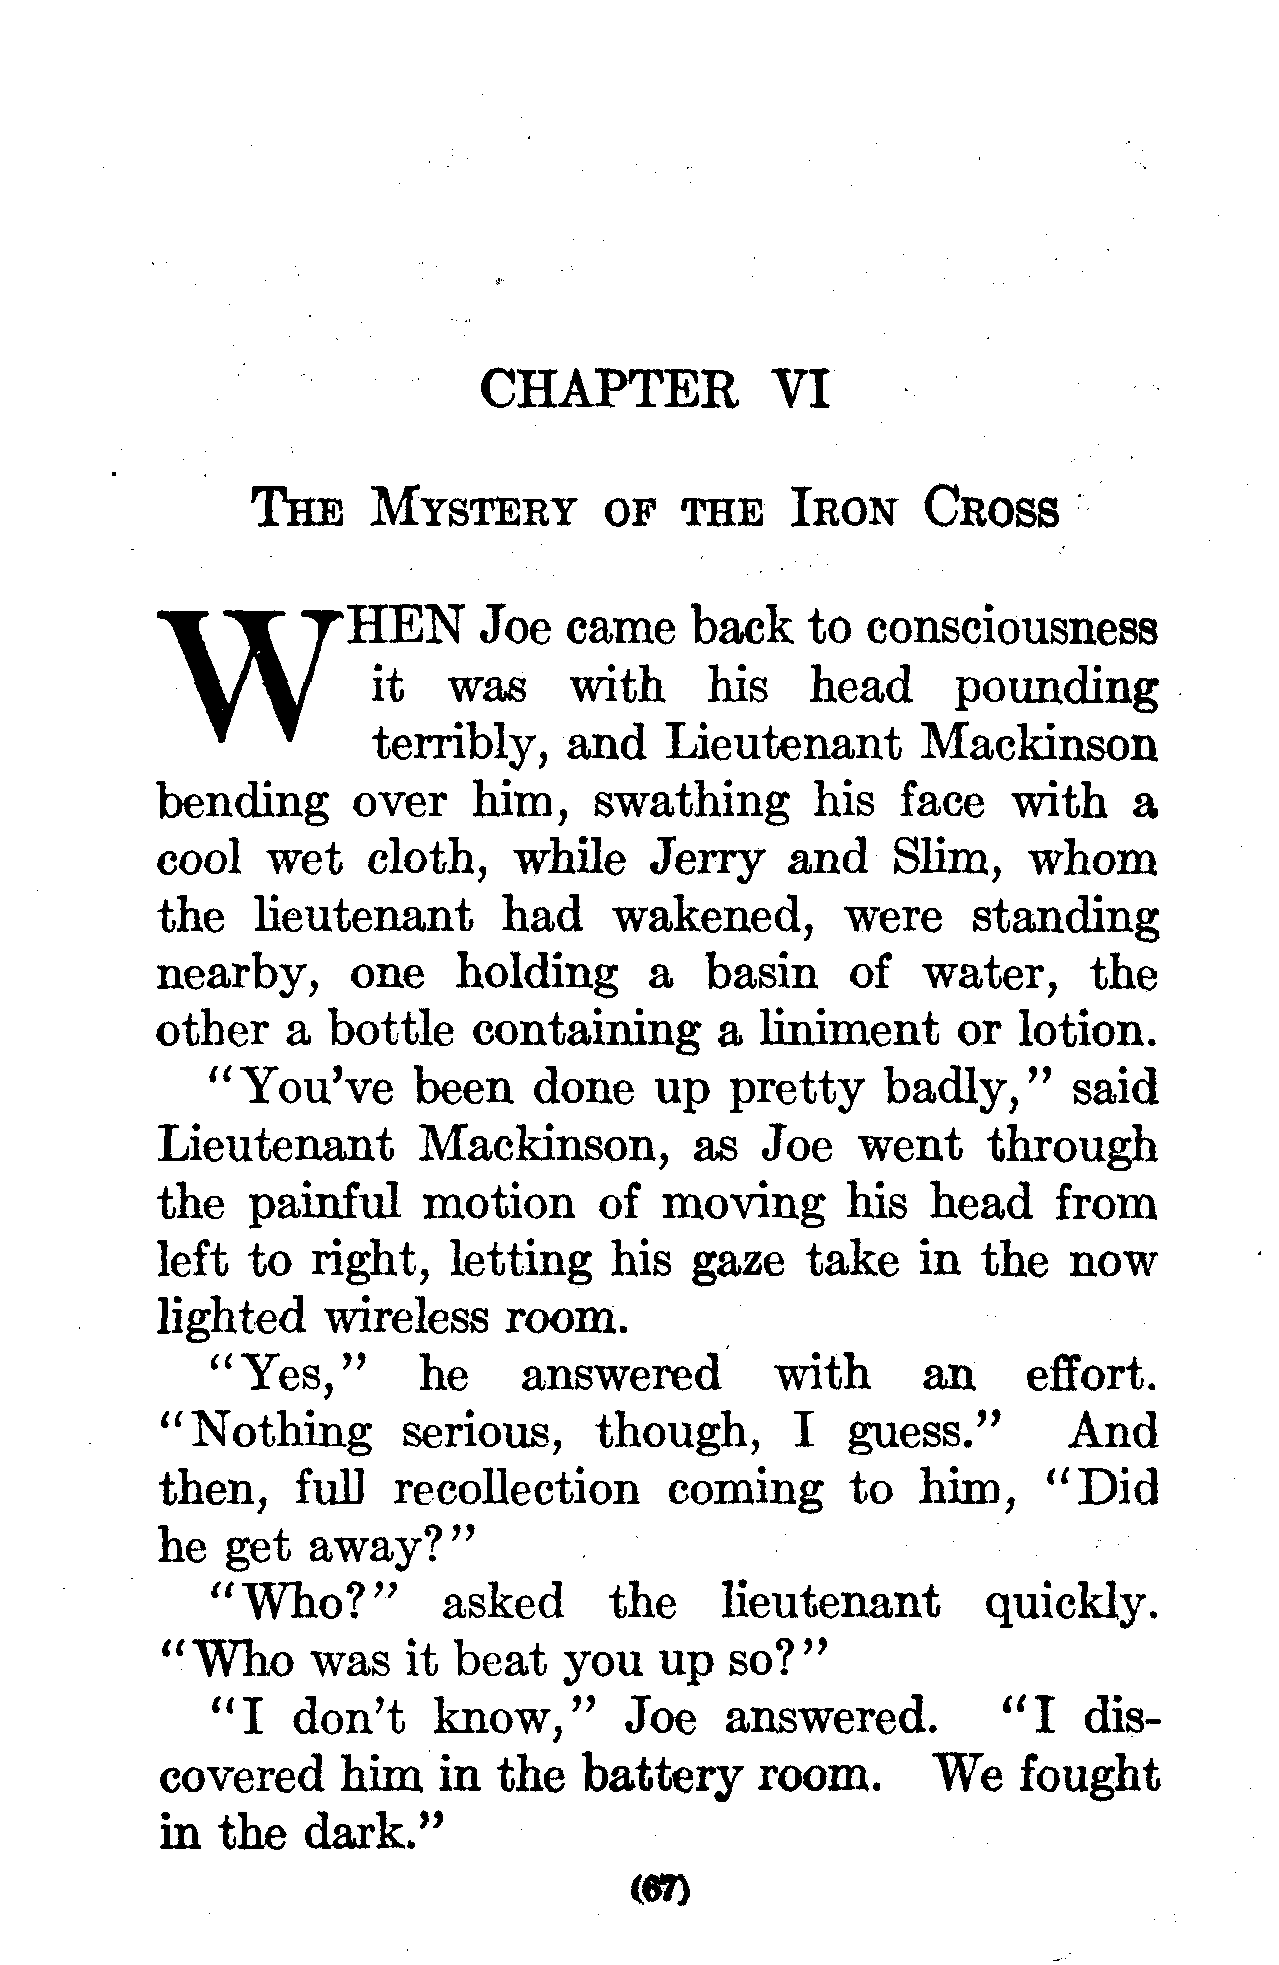 CHAPTER VI
THE MYSTERY OF THE IRON CROSS
WHEN Joe came back to consciousness
it was with his head pounding
terribly, and Lieutenant Mackinson
bending over him, swathing his face with a
cool wet cloth, while Jerry and Slim, whom
the lieutenant had wakened, were standing
nearby, one holding a basin of water, the
other a bottle containing a liniment or lotion.
"You've been done up pretty badly," said
Lieutenant Mackinson, as Joe went through
the painful motion of moving his head from
left to right, letting his gaze take in the now
lighted wireless room.
"Yes," he answered with an effort.
"Nothing serious, though, I guess." And
then, full recollection coming to him, "Did
he get away?"
"Who?" asked the lieutenant quickly.
"Who was it beat you up so?"
"I don't know," Joe answered. "I dis-
covered him in the battery room. We fought
in the dark."
(67)